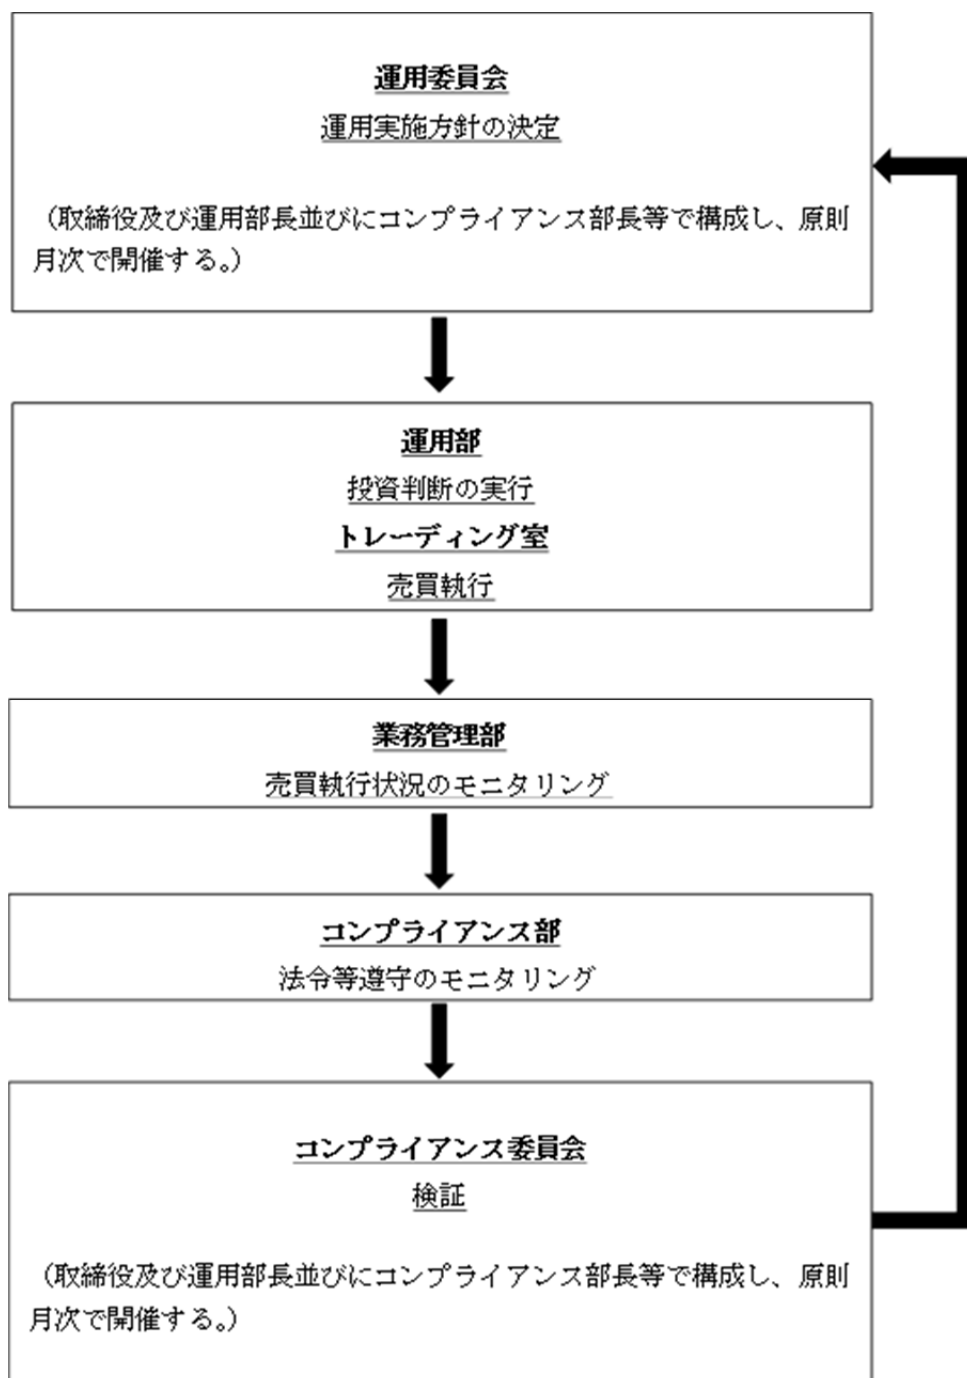 運用委員会
運用実施方針の決定
（取締役及び運用部長並びにコンプライアンス部長等で構成し、原則
月次で開催する。）
運用部
投資判断の実行
トレーディング室
売買執行
業務管理部
売買執行状況のモニタリング
コンプライアンス部
法令等遵守のモニタリング
コンプライアンス委員会
検証
（取締役及び運用部長並びにコンプライアンス部長等で構成し、原則
月次で開催する。）